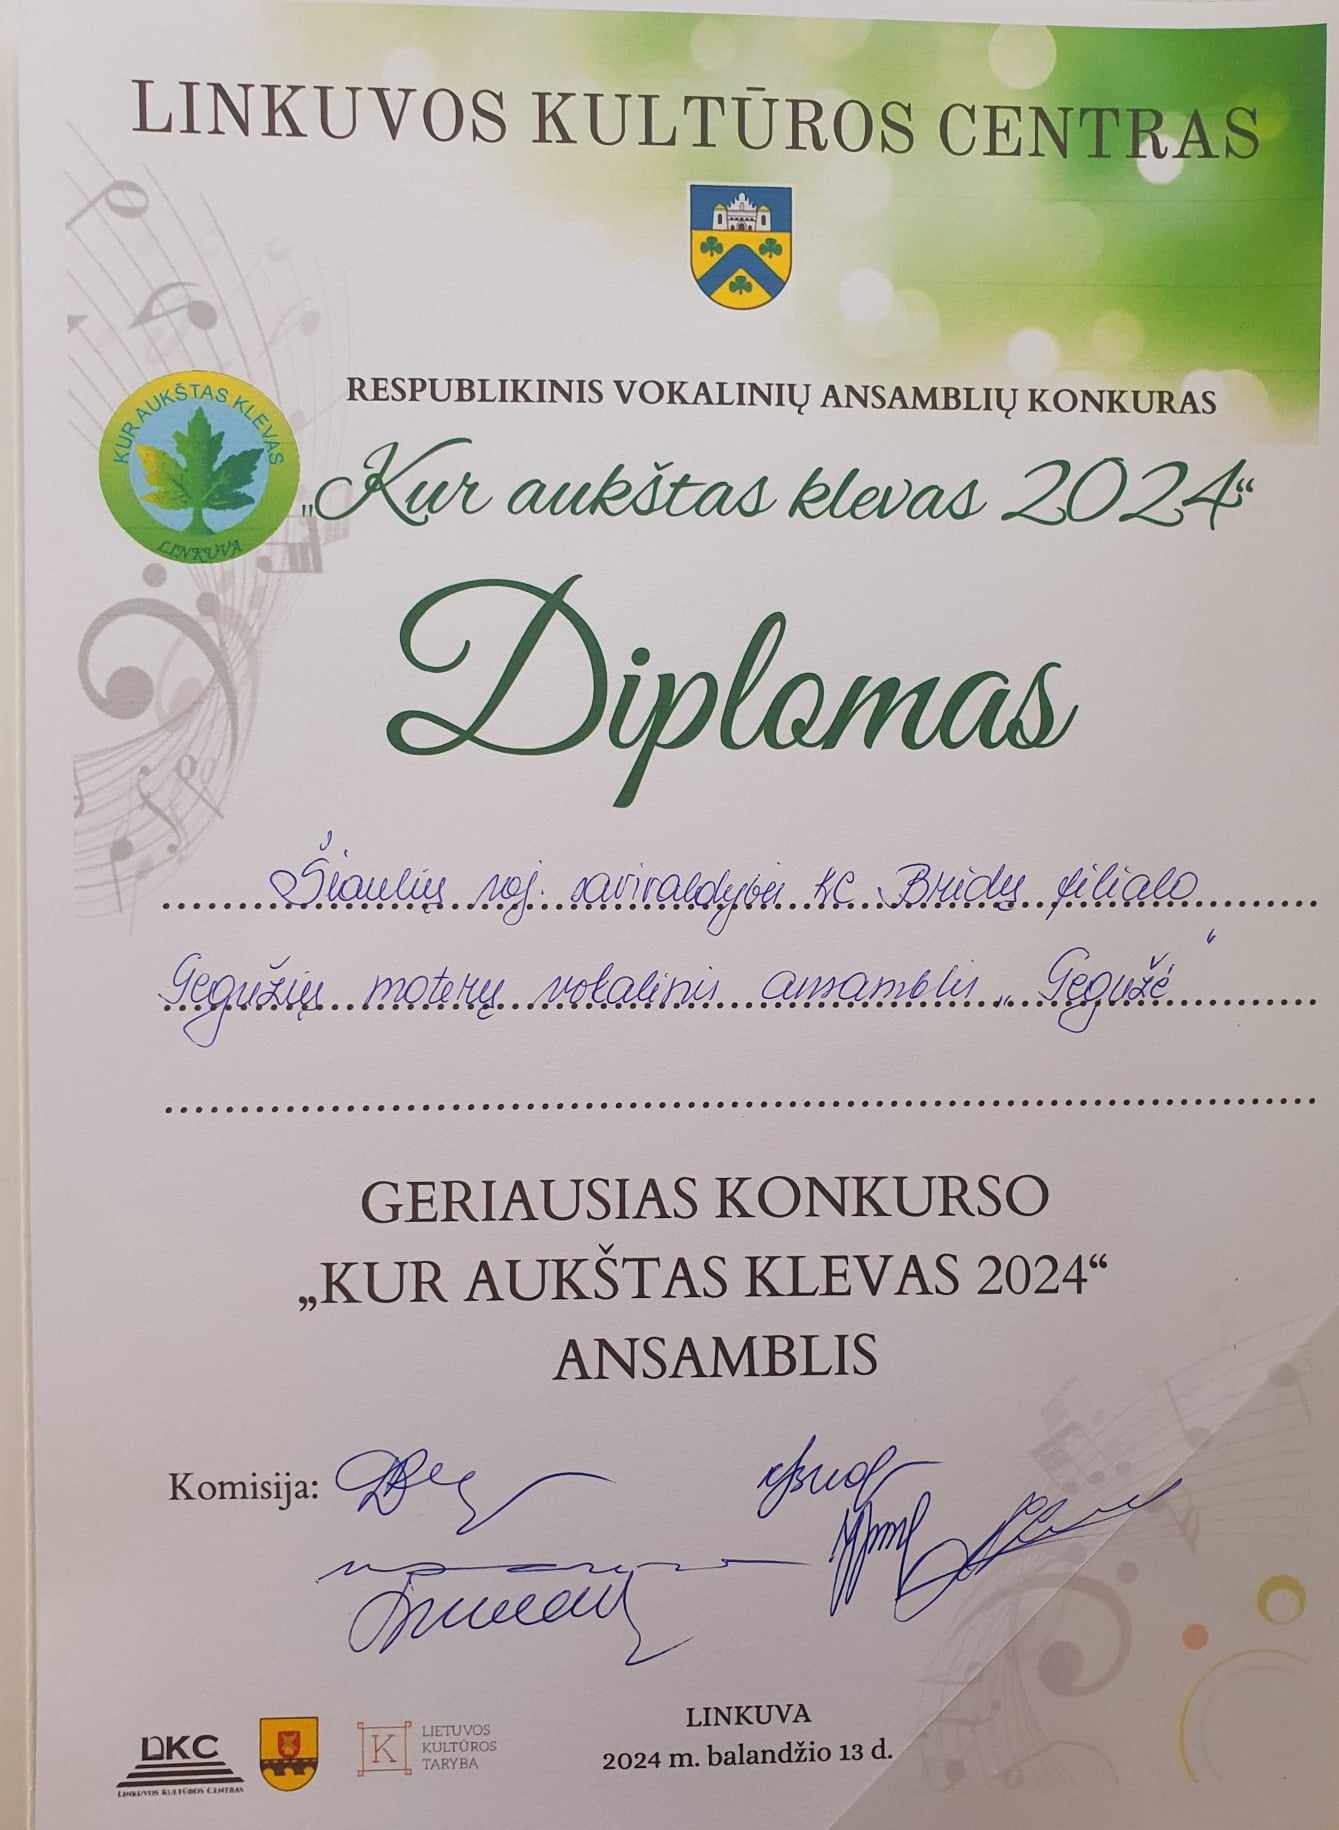 LINKUVOS KULTŪROS CENTRAS
RESPUBLIKINIS VOKALINIŲ ANSAMBLIŲ KONKURAS
KUR AUKŠTAS KLEVAS
LINKUVA
„Kur aukštas klevas 2024“
Diplomas
Šiaulių raj. savivaldybės KC Bridų filialo
Gegužių moterų vokalinis ansamblis „Gegužė“
GERIAUSIAS KONKURSO
„KUR AUKŠTAS KLEVAS 2024“
ANSAMBLIS
Komisija:
LKC
LINKUVOS KULTŪROS CENTRAS
K
LIETUVOS
KULTŪROS
TARYBA
LINKUVA
2024 m. balandžio 13 d.